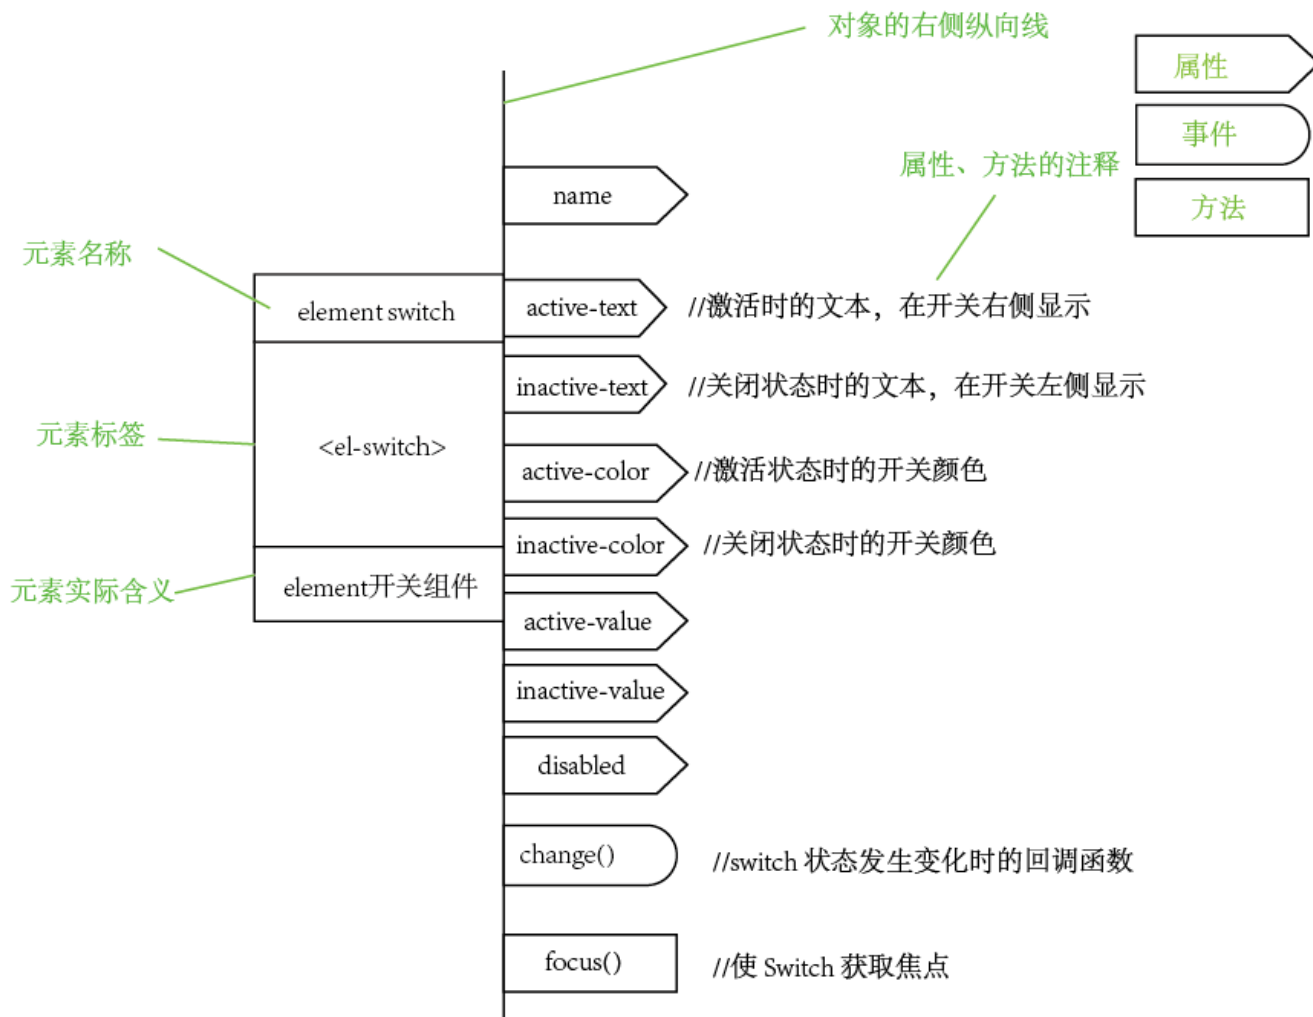 对象的右侧纵向线
属性
事件
属性、方法的注释
方法
name
元素名称
element switch
active-text
//激活时的文本，在开关右侧显示
inactive-text
//关闭状态时的文本，在开关左侧显示
元素标签
<el-switch>
active-color
//激活状态时的开关颜色
inactive-color
//关闭状态时的开关颜色
元素实际含义
element开关组件
active-value
inactive-value
disabled
change()
//switch 状态发生变化时的回调函数
focus()
//使 Switch 获取焦点